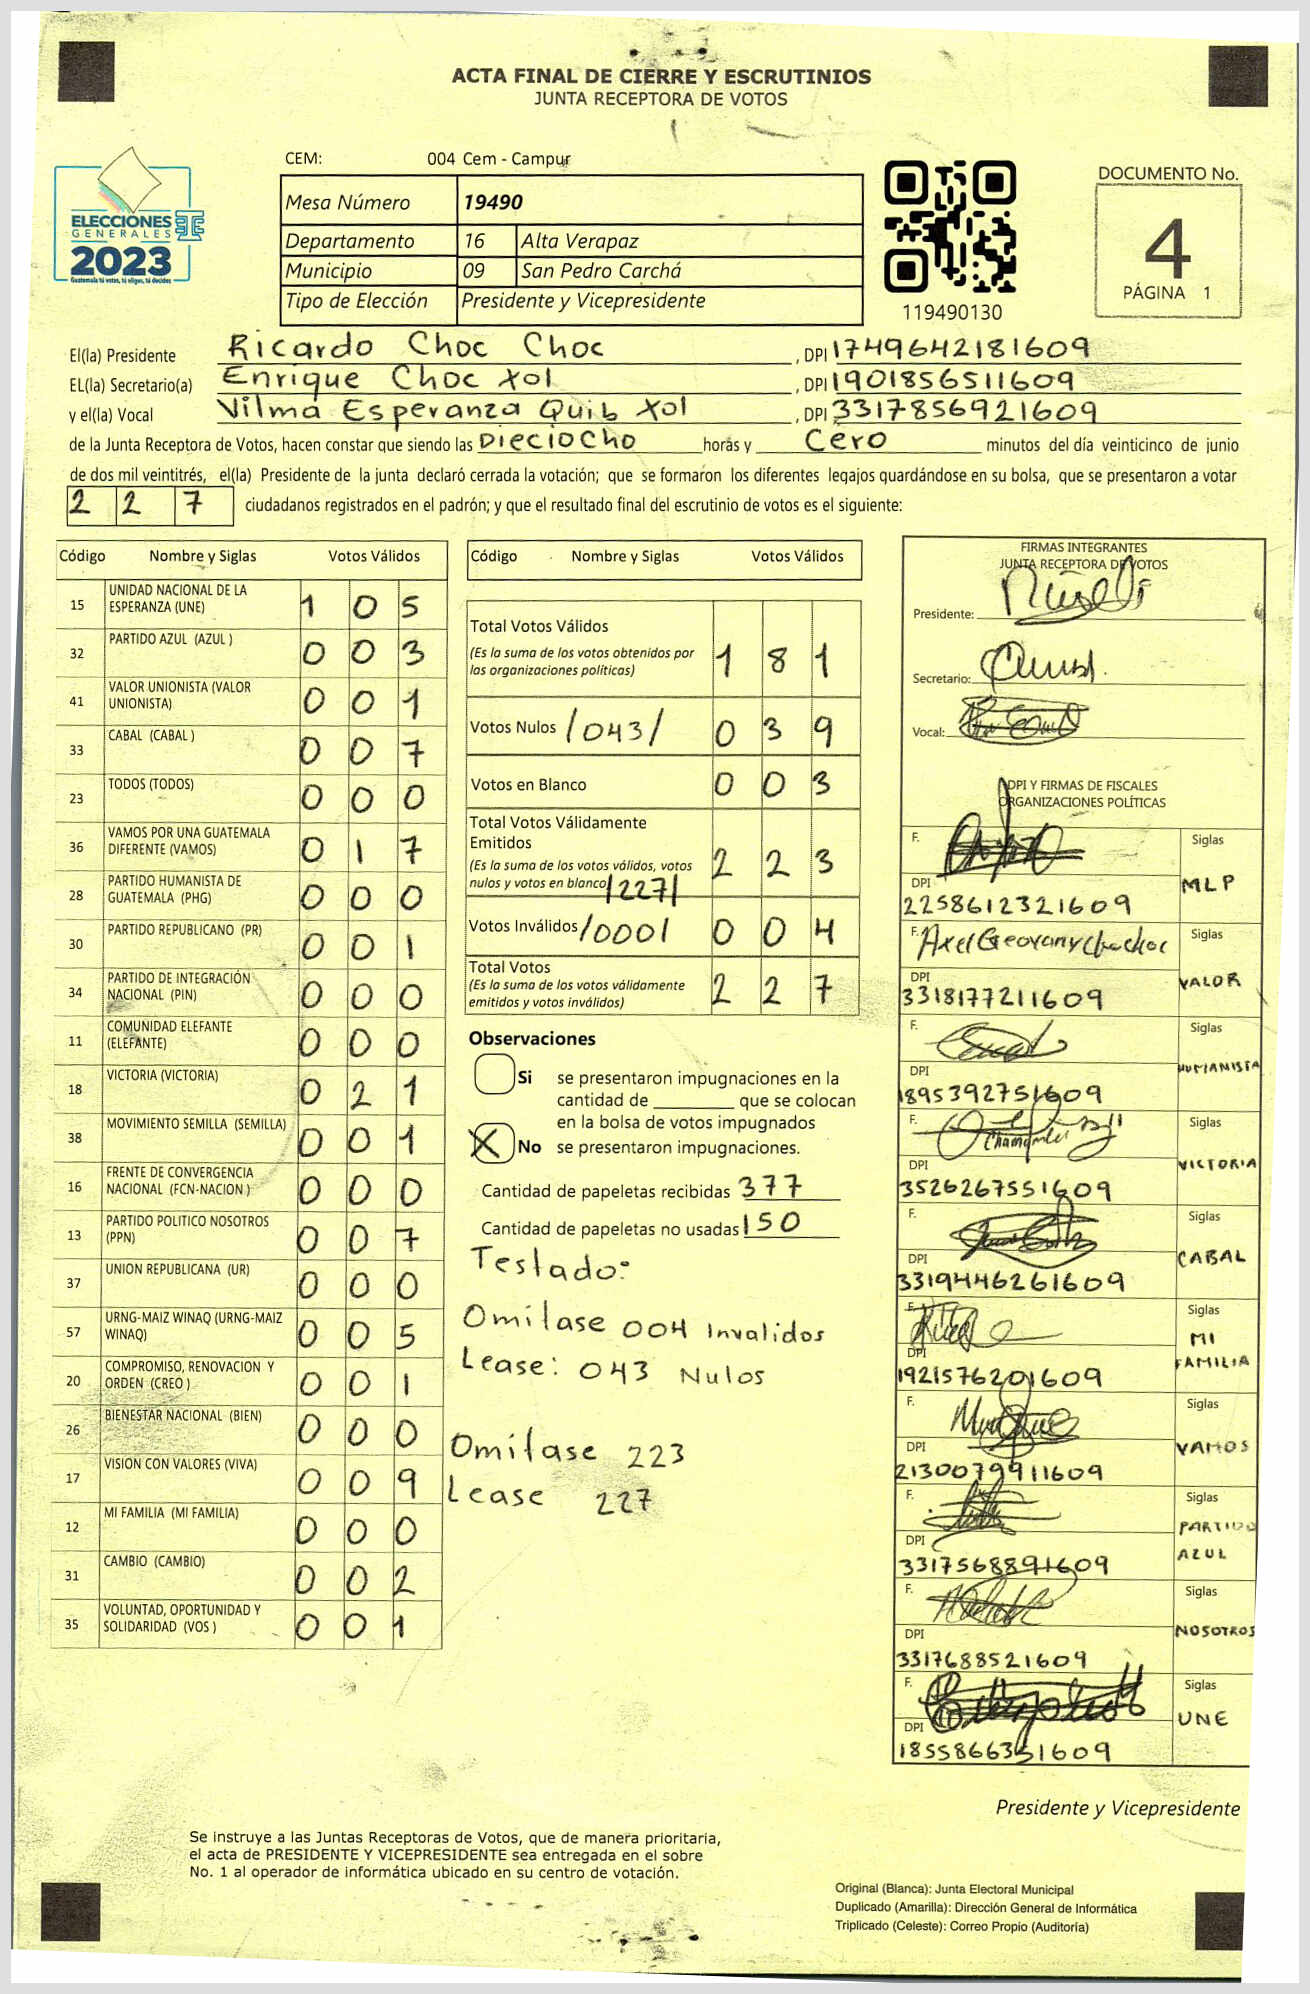 ACTA FINAL DE CIERRE Y ESCRUTINIOS
JUNTA RECEPTORA DE VOTOS
CEM: 004 Cem - Campur
ELECCIONES
GENERALES
2023
Guatemala tú votas, tú eliges, tú decides
Mesa Número 19490
Departamento 16 Alta Verapaz
Municipio 09 San Pedro Carchá
Tipo de Elección Presidente y Vicepresidente
119490130
DOCUMENTO No.
4
PÁGINA 1
El(la) Presidente Ricardo Choc Choc , DPI 1749642181609
EL(la) Secretario(a) Enrique Choc Xol , DPI 1901856511609
y el(la) Vocal Vilma Esperanza Quib Xol , DPI 3317856921609
de la Junta Receptora de Votos, hacen constar que siendo las Dieciocho horas y Cero minutos del día veinticinco de junio
de dos mil veintitrés, el(la) Presidente de la junta declaró cerrada la votación; que se formaron los diferentes legajos quardándose en su bolsa, que se presentaron a votar
2 2 7 ciudadanos registrados en el padrón; y que el resultado final del escrutinio de votos es el siguiente:
Código Nombre y Siglas Votos Válidos
15 UNIDAD NACIONAL DE LA ESPERANZA (UNE) 1 0 5
32 PARTIDO AZUL (AZUL ) 0 0 3
41 VALOR UNIONISTA (VALOR UNIONISTA) 0 0 1
33 CABAL (CABAL ) 0 0 7
23 TODOS (TODOS) 0 0 0
36 VAMOS POR UNA GUATEMALA DIFERENTE (VAMOS) 0 1 7
28 PARTIDO HUMANISTA DE GUATEMALA (PHG) 0 0 0
30 PARTIDO REPUBLICANO (PR) 0 0 1
34 PARTIDO DE INTEGRACIÓN NACIONAL (PIN) 0 0 0
11 COMUNIDAD ELEFANTE (ELEFANTE) 0 0 0
18 VICTORIA (VICTORIA) 0 2 1
38 MOVIMIENTO SEMILLA (SEMILLA) 0 0 1
16 FRENTE DE CONVERGENCIA NACIONAL (FCN-NACION ) 0 0 0
13 PARTIDO POLITICO NOSOTROS (PPN) 0 0 7
37 UNION REPUBLICANA (UR) 0 0 0
57 URNG-MAIZ WINAQ (URNG-MAIZ WINAQ) 0 0 5
20 COMPROMISO, RENOVACION Y ORDEN (CREO ) 0 0 1
26 BIENESTAR NACIONAL (BIEN) 0 0 0
17 VISION CON VALORES (VIVA) 0 0 9
12 MI FAMILIA (MI FAMILIA) 0 0 0
31 CAMBIO (CAMBIO) 0 0 2
35 VOLUNTAD, OPORTUNIDAD Y SOLIDARIDAD (VOS ) 0 0 1
Código Nombre y Siglas Votos Válidos
Total Votos Válidos
(Es la suma de los votos obtenidos por
las organizaciones políticas) 1 8 1
Votos Nulos /043/ 0 3 9
Votos en Blanco 0 0 3
Total Votos Válidamente
Emitidos
(Es la suma de los votos válidos, votos
nulos y votos en blanco /227/ 2 2 3
Votos Inválidos /000/ 0 0 4
Total Votos
(Es la suma de los votos válidamente
emitidos y votos inválidos) 2 2 7
Observaciones
Si se presentaron impugnaciones en la
cantidad de ________ que se colocan
en la bolsa de votos impugnados
X No se presentaron impugnaciones.
Cantidad de papeletas recibidas 377
Cantidad de papeletas no usadas 150
Testado:
Omítase 004 Invalidos
Lease: 043 Nulos
Omítase 223
Lease 227
FIRMAS INTEGRANTES
JUNTA RECEPTORA DE VOTOS
Presidente:
Secretario:
Vocal:
DPI Y FIRMAS DE FISCALES
ORGANIZACIONES POLÍTICAS
F. Siglas
DPI MLP
2258612321609
F. Axel Geovany Siglas
DPI VALOR
3318177211609
F. Siglas
DPI HUMANISTA
1895392751609
F. Siglas
DPI VICTORIA
3526267551609
F. Siglas
DPI CABAL
3319446261609
F. Siglas
DPI MI FAMILIA
1921576201609
F. Siglas
DPI VAMOS
2130079911609
F. Siglas
DPI PARTIDO AZUL
3317568891609
F. Siglas
DPI NOSOTROS
3317688521609
F. Siglas
DPI UNE
1855866351609
Presidente y Vicepresidente
Se instruye a las Juntas Receptoras de Votos, que de manera prioritaria,
el acta de PRESIDENTE Y VICEPRESIDENTE sea entregada en el sobre
No. 1 al operador de informática ubicado en su centro de votación.
Original (Blanca): Junta Electoral Municipal
Duplicado (Amarilla): Dirección General de Informática
Triplicado (Celeste): Correo Propio (Auditoría)